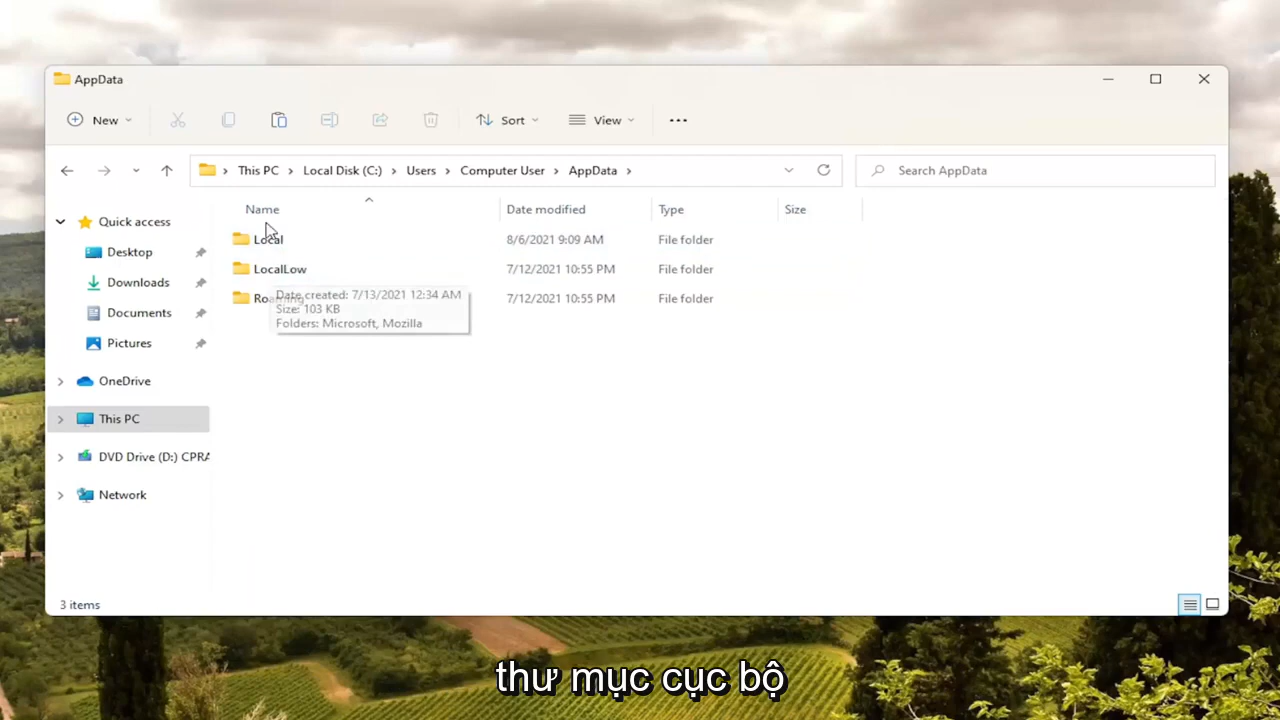 AppData
New
Sort
View
This PC > Local Disk (C:) > Users > Computer User > AppData >
Search AppData
Name Date modified Type Size
Quick access
Desktop
Downloads
Documents
Pictures
OneDrive
This PC
DVD Drive (D:) CPRA
Network
Local 8/6/2021 9:09 AM File folder
LocalLow 7/12/2021 10:55 PM File folder
Roaming 7/12/2021 10:55 PM File folder
Date created: 7/13/2021 12:34 AM
Size: 103 KB
Folders: Microsoft, Mozilla
3 items
thư mục cục bộ